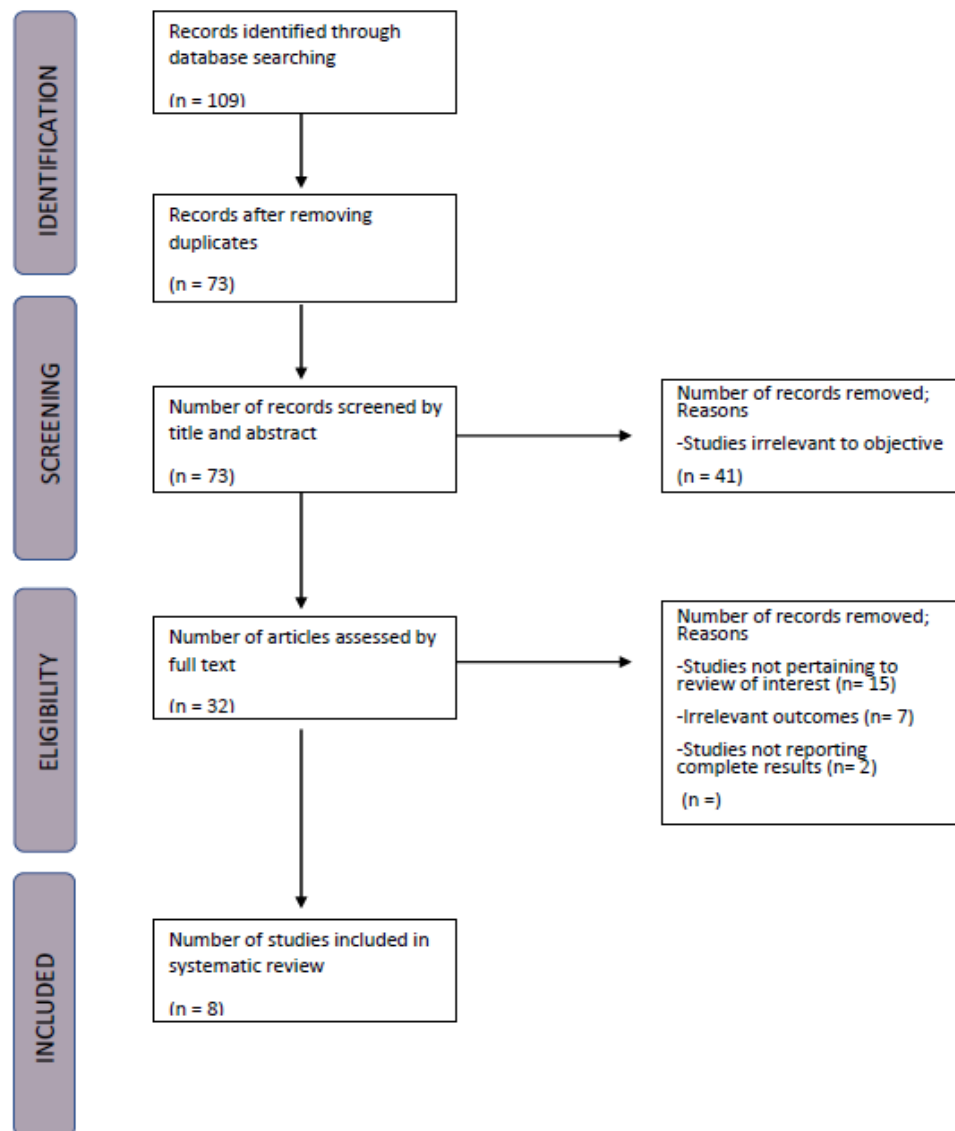 IDENTIFICATION
Records identified through
database searching
(n = 109)
Records after removing
duplicates
(n = 73)
SCREENING
Number of records screened by
title and abstract
(n = 73)
Number of records removed;
Reasons
-Studies irrelevant to objective
(n = 41)
ELIGIBILITY
Number of articles assessed by
full text
(n = 32)
Number of records removed;
Reasons
-Studies not pertaining to
review of interest (n= 15)
-Irrelevant outcomes (n= 7)
-Studies not reporting
complete results (n= 2)
(n =)
INCLUDED
Number of studies included in
systematic review
(n = 8)